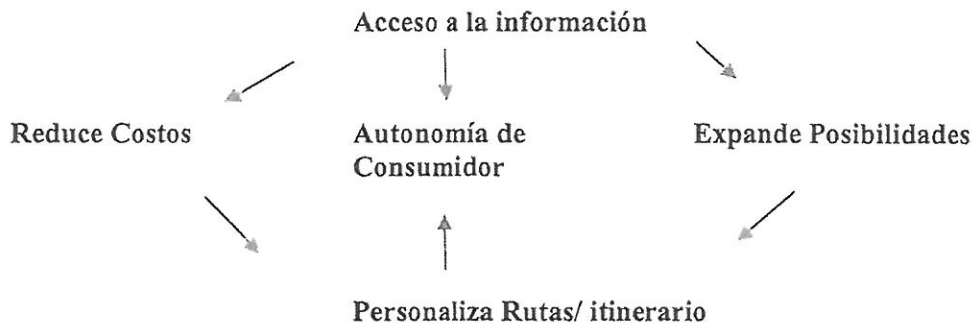 Acceso a la información
Reduce Costos
Autonomía de
Consumidor
Expande Posibilidades
Personaliza Rutas/ itinerario